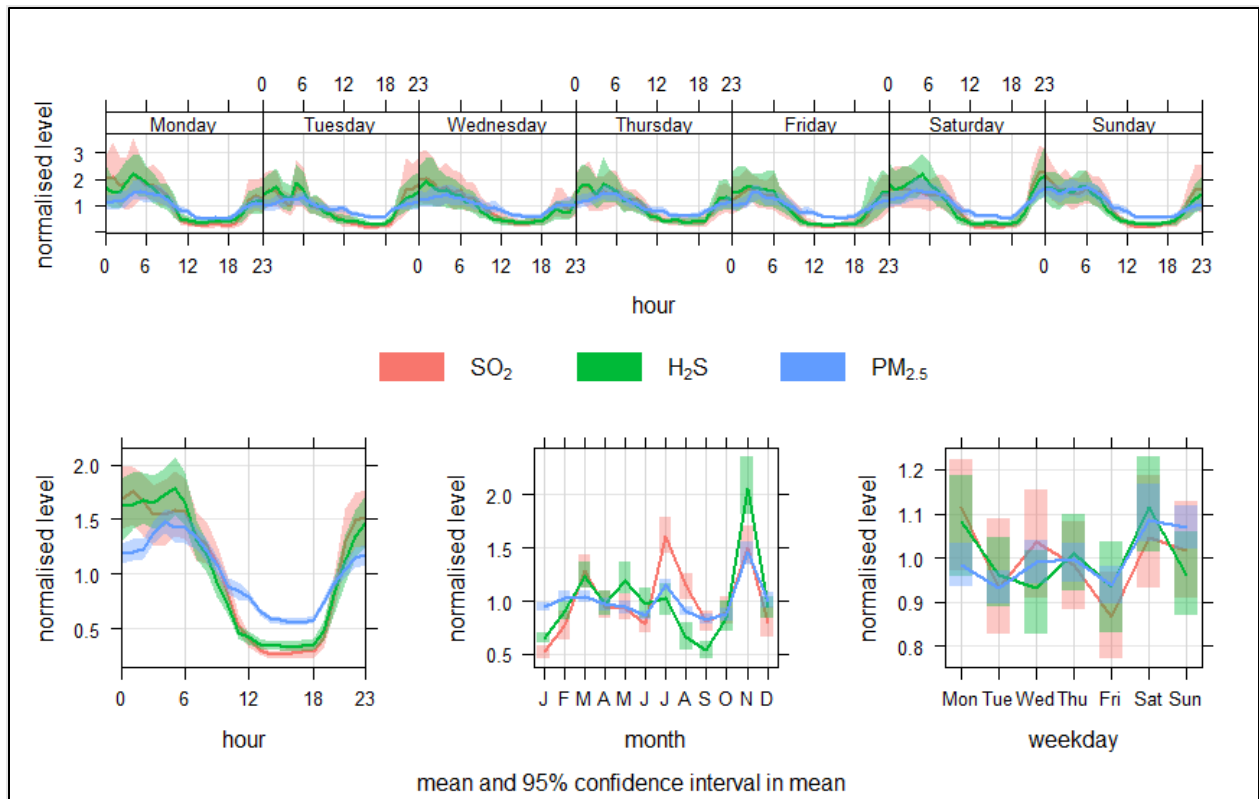 0 6 12 18 23 0 6 12 18 23 0 6 12 18 23
Monday Tuesday Wednesday Thursday Friday Saturday Sunday
normalised level
3
2
1
0 6 12 18 23 0 6 12 18 23 0 6 12 18 23 0 6 12 18 23
hour
SO₂ H₂S PM₂.₅
normalised level
2.0
1.5
1.0
0.5
0 6 12 18 23
hour
normalised level
2.0
1.5
1.0
0.5
J F M A M J J A S O N D
month
normalised level
1.2
1.1
1.0
0.9
0.8
Mon Tue Wed Thu Fri Sat Sun
weekday
mean and 95% confidence interval in mean